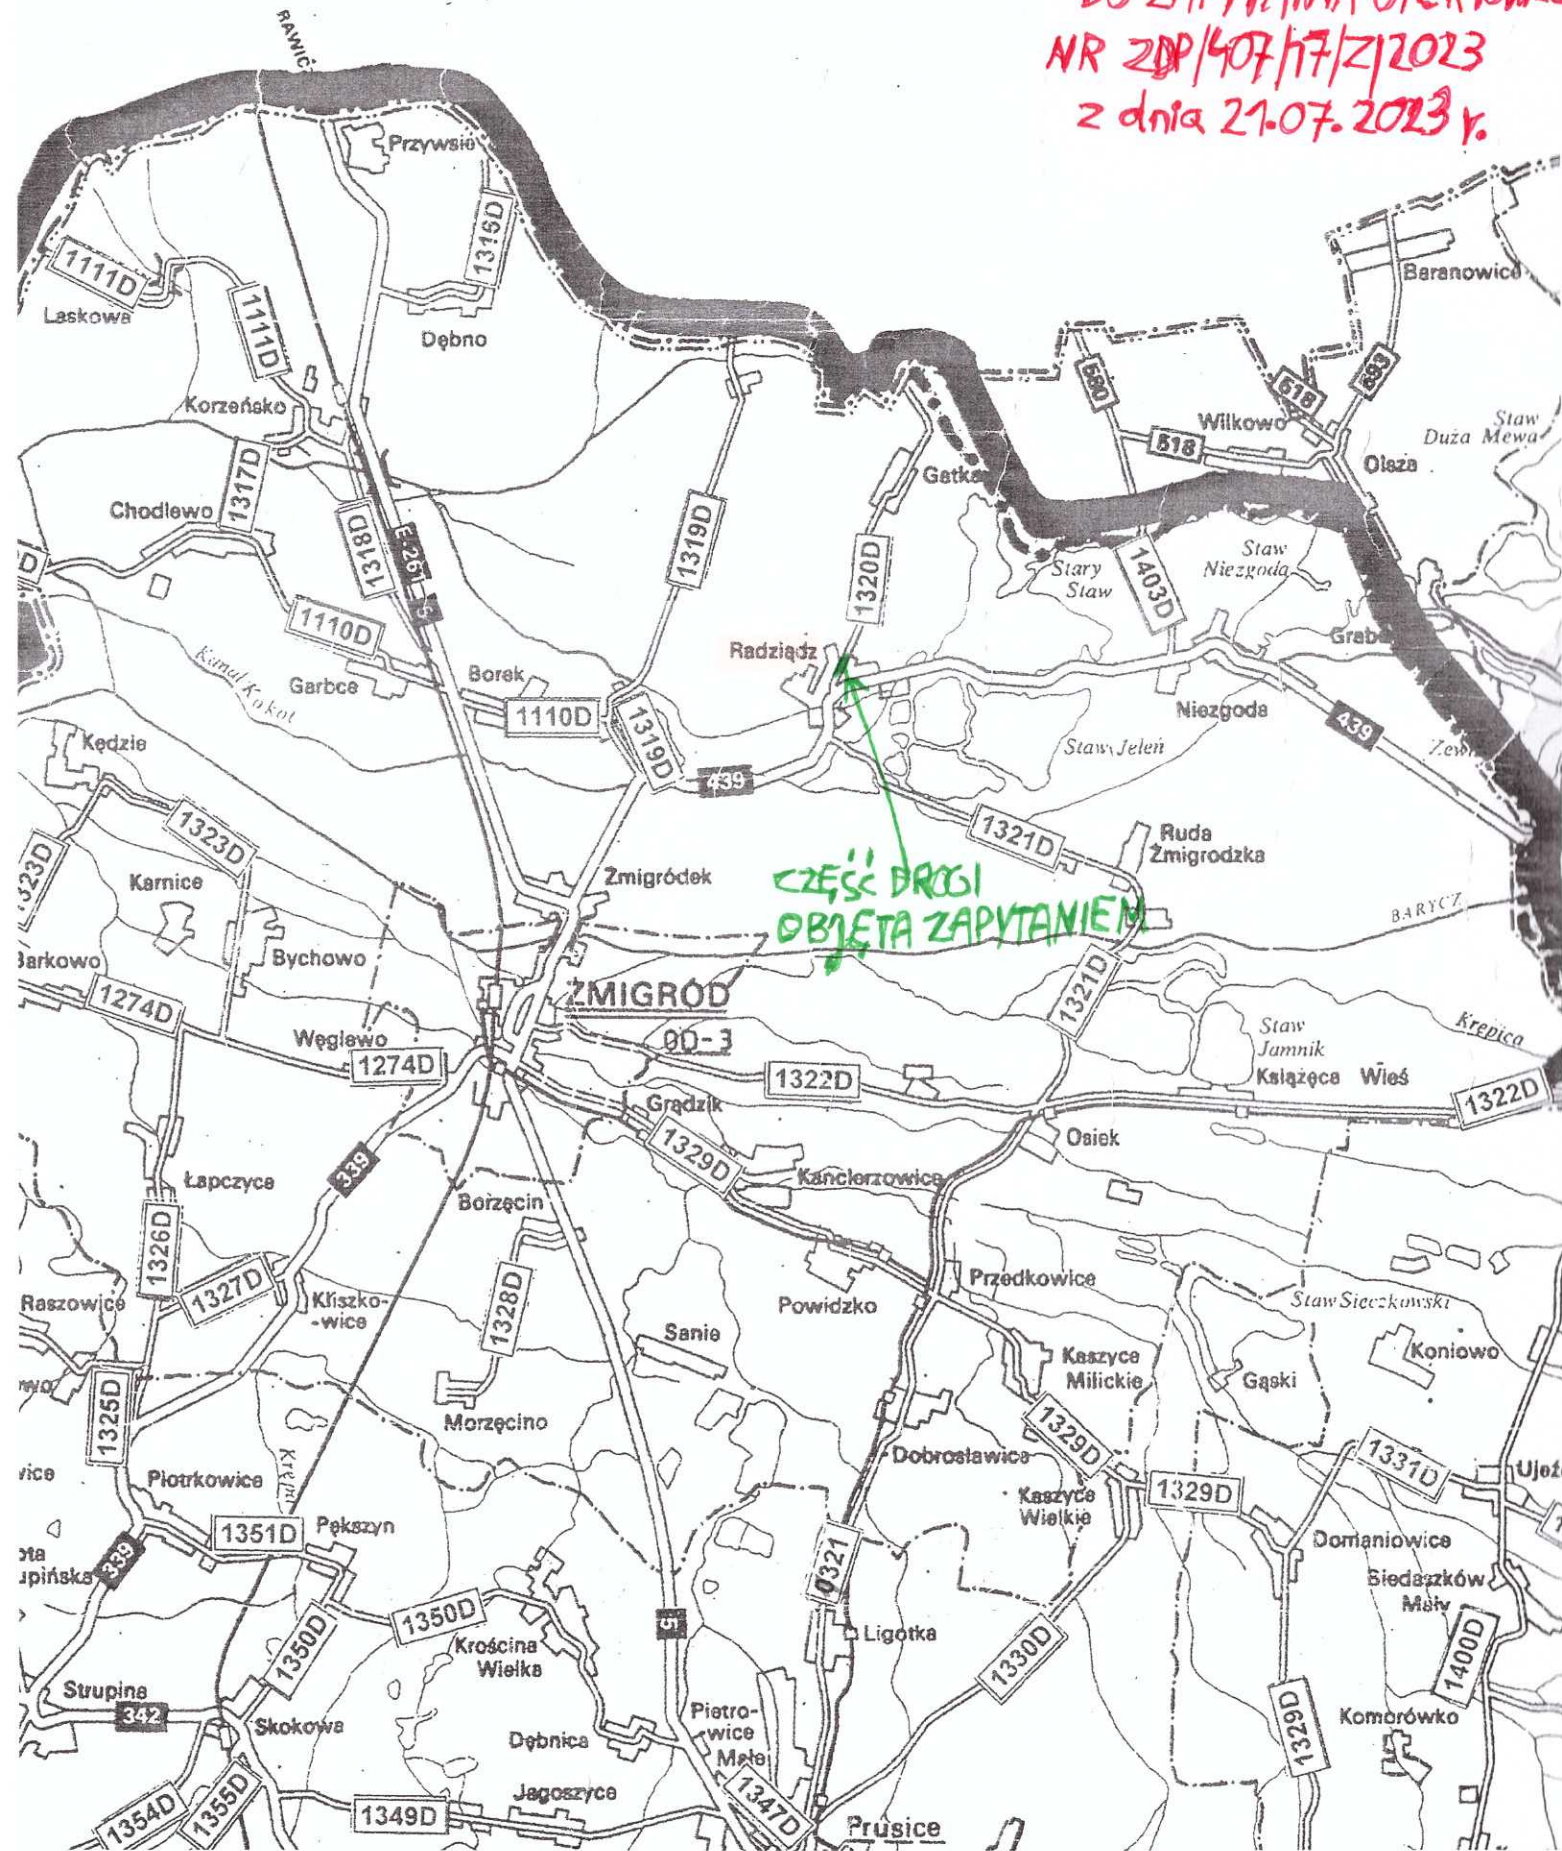 NR ZDP/407/17/Z/2023
z dnia 21.07.2023 r.
Przywsie
1316D
1111D
Laskowa
1111D
Dębno
Baranowice
680
618
693
Korzeńsko
Wilkowo
618
Staw
Duża Mewa
Olsza
Gatka
1317D
Chodlewo
1318D
E-261
5
1319D
1320D
Stary
Staw
1403D
Staw
Niezgoda
1110D
Radziądz
Kanał Kokot
Garbce
Borek
1110D
1319D
Niezgoda
439
Kędzie
Staw Jeleń
439
1323D
1321D
Ruda
Żmigrodzka
1323D
Karnice
Żmigródek
CZĘŚĆ DROGI
OBJĘTA ZAPYTANIEM
BARYCZ
Barkowo
Bychowo
1274D
ŻMIGRÓD
OD-3
1321D
Krępica
Węglewo
1274D
Staw
Jamnik
1322D
Książęca Wieś
1322D
Grądzik
1329D
Osiek
339
Łapczyce
Borzęcin
Kanclerzowice
1326D
1327D
Kliszko-
-wice
1328D
Powidzko
Przedkowice
Staw Sieczkowski
Raszowice
Sanie
Kaszyce
Milickie
Gąski
Koniowo
1325D
Morzęcino
Dobrosławice
1329D
1331D
Piotrkowice
Kaszyce
Wielkie
1329D
1351D
Pększyn
339
0321
Domaniowice
Biedaszków
Mały
1350D
1350D
Krościna
Wielka
5
Ligotka
1330D
1400D
Strupina
342
Skokowa
Dębnica
Pietro-
-wice
Małe
1329D
Komorówko
1354D
1355D
1349D
Jagoszyce
1347D
Prusice